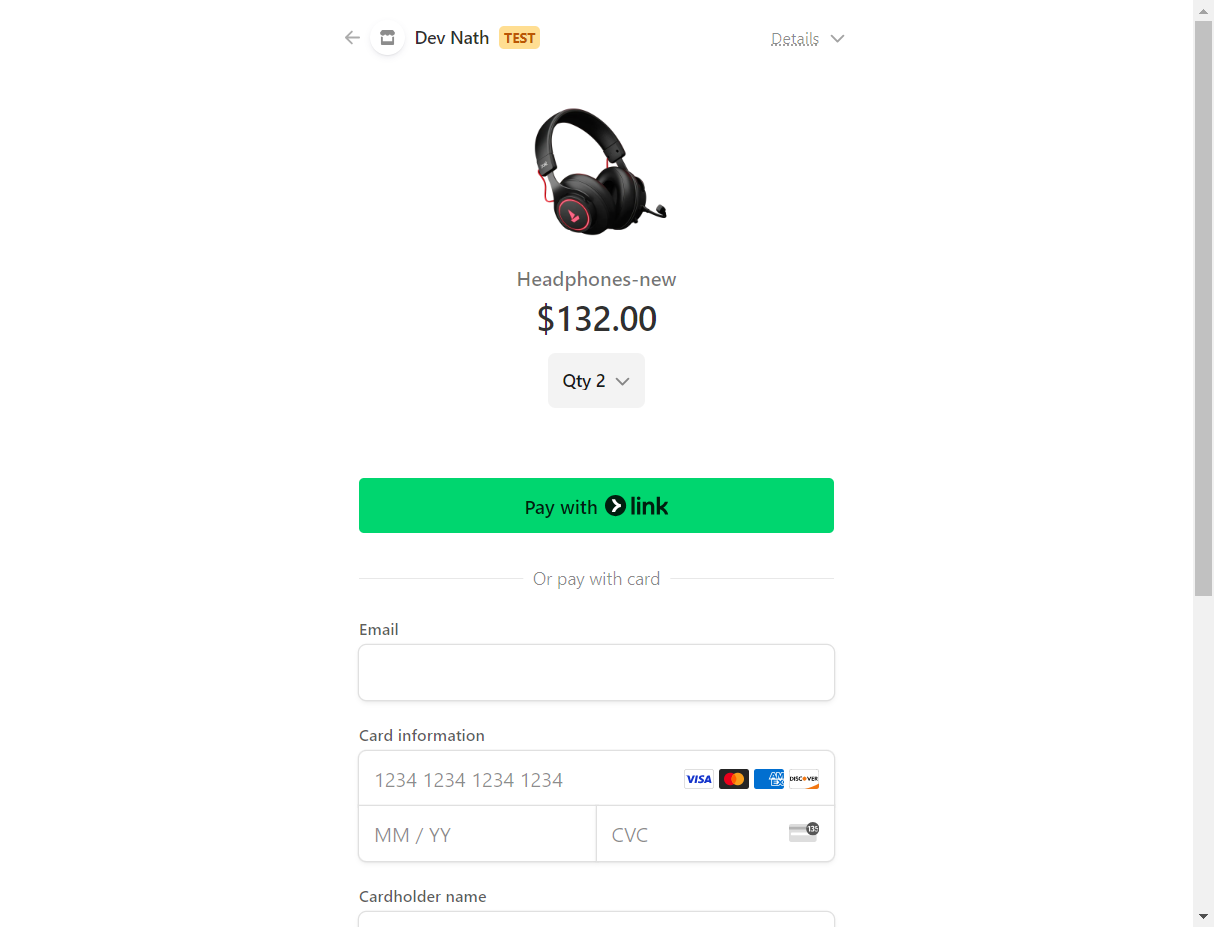 Dev Nath TEST Details
Headphones-new
$132.00
Qty 2
Pay with link
Or pay with card
Email
Card information
1234 1234 1234 1234 VISA AMEX DISCOVER
MM / YY CVC 135
Cardholder name